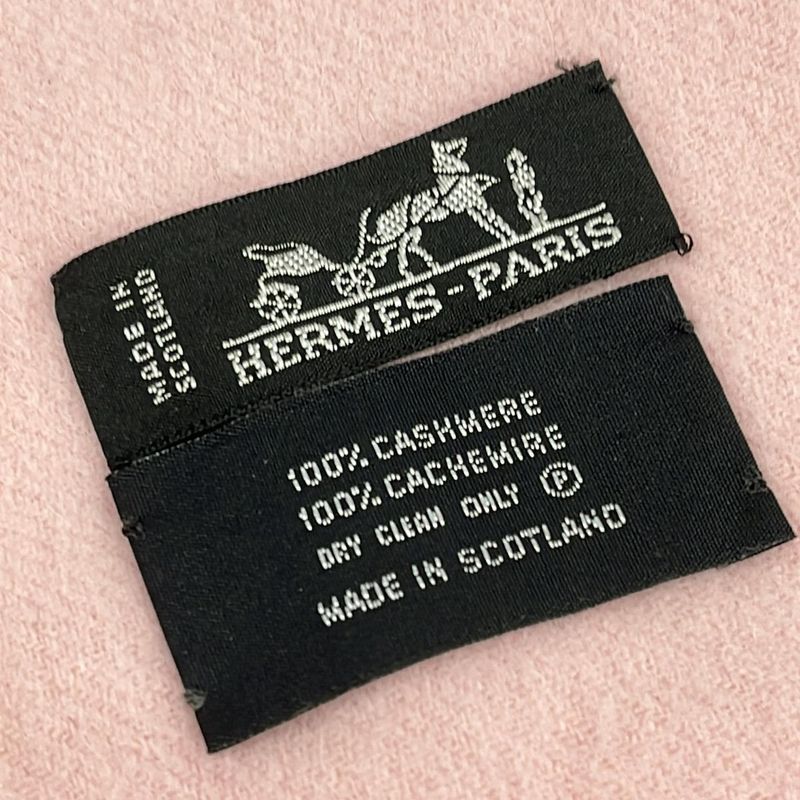 MADE IN
SCOTLAND
HERMES-PARIS
100% CASHMERE
100% CACHEMIRE
DRY CLEAN ONLY Ⓟ
MADE IN SCOTLAND